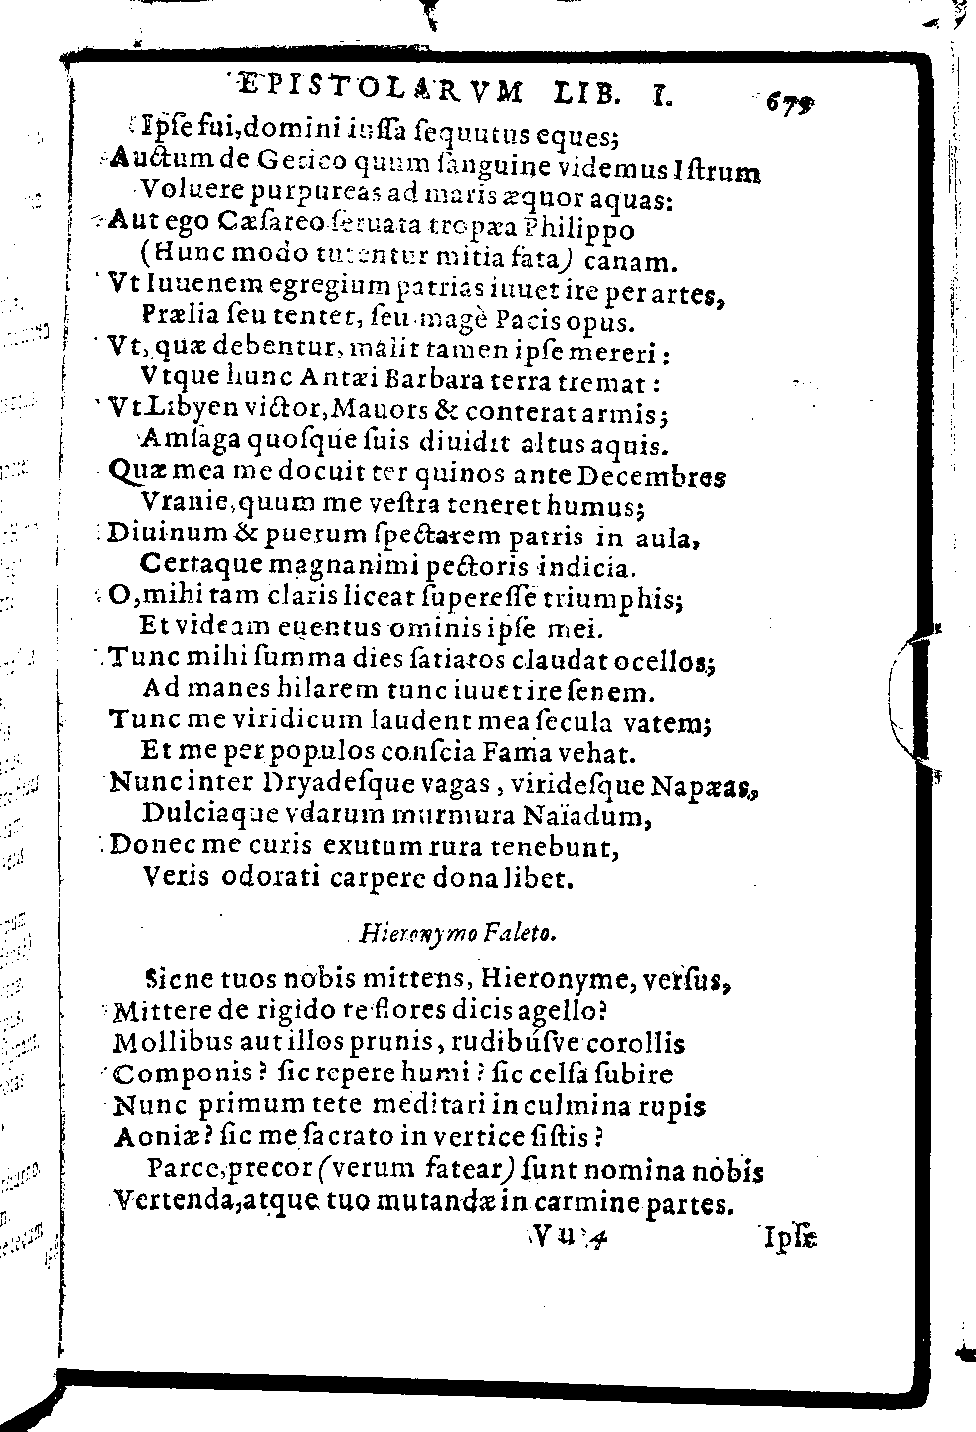 EPISTOLARVM LIB. I. 679
Ipſe fui, domini iuſſa ſequutus eques;
Auctum de Getico quum ſanguine videmus Iſtrum
Voluere purpureas ad maris æquor aquas:
Aut ego Cæſareo ſeruata tropæa Philippo
(Hunc modo tutentur mitia fata) canam.
Vt Iuuenem egregium patrias iuuet ire per artes,
Prælia ſeu tentet, ſeu magè Pacis opus.
Vt, quæ debentur, malit tamen ipſe mereri:
Vtque hunc Antæi Barbara terra tremat:
Vt Libyen victor, Mauors & conterat armis;
Amſaga quoſque ſuis diuidit altus aquis.
Quæ mea me docuit ter quinos ante Decembres
Vranie, quum me veſtra teneret humus;
Diuinum & puerum ſpectarem patris in aula,
Certaque magnanimi pectoris indicia.
O, mihi tam claris liceat ſupereſſe triumphis;
Et videam euentus ominis ipſe mei.
Tunc mihi ſumma dies ſatiatos claudat ocellos;
Ad manes hilarem tunc iuuet ire ſenem.
Tunc me viridicum laudent mea ſecula vatem;
Et me per populos conſcia Fama vehat.
Nunc inter Dryadeſque vagas, virideſque Napæas,
Dulciaque vdarum murmura Naïadum,
Donec me curis exutum rura tenebunt,
Veris odorati carpere dona libet.
Hieronymo Faleto.
Sicne tuos nobis mittens, Hieronyme, verſus,
Mittere de rigido te flores dicis agello?
Mollibus aut illos prunis, rudibúſve corollis
Componis? ſic repere humi? ſic celſa ſubire
Nunc primum tete meditari in culmina rupis
Aoniæ? ſic me ſacrato in vertice ſiſtis?
Parce, precor (verum fatear) ſunt nomina nobis
Vertenda, atque tuo mutandæ in carmine partes.
Vu 4 Ipſe